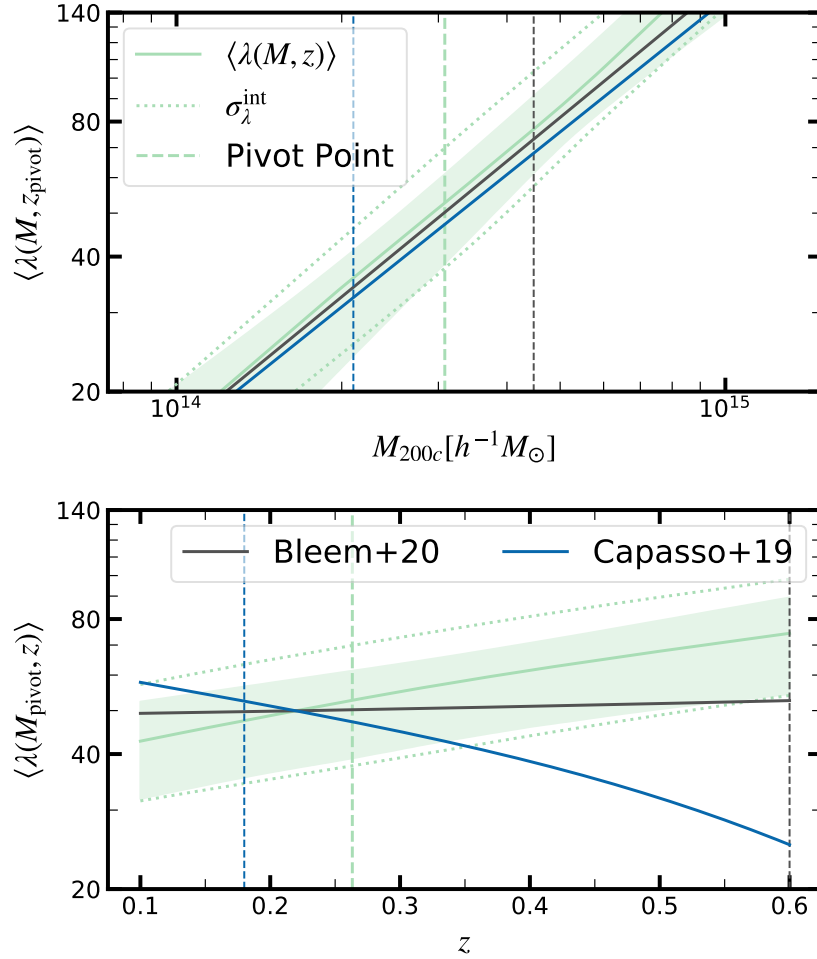 140
80
40
20
⟨λ(M, z_pivot)⟩
⟨λ(M, z)⟩
σ_λ^int
Pivot Point
10^14
10^15
M_200c[h^−1 M_⊙]
140
80
40
20
⟨λ(M_pivot, z)⟩
Bleem+20
Capasso+19
0.1
0.2
0.3
0.4
0.5
0.6
z